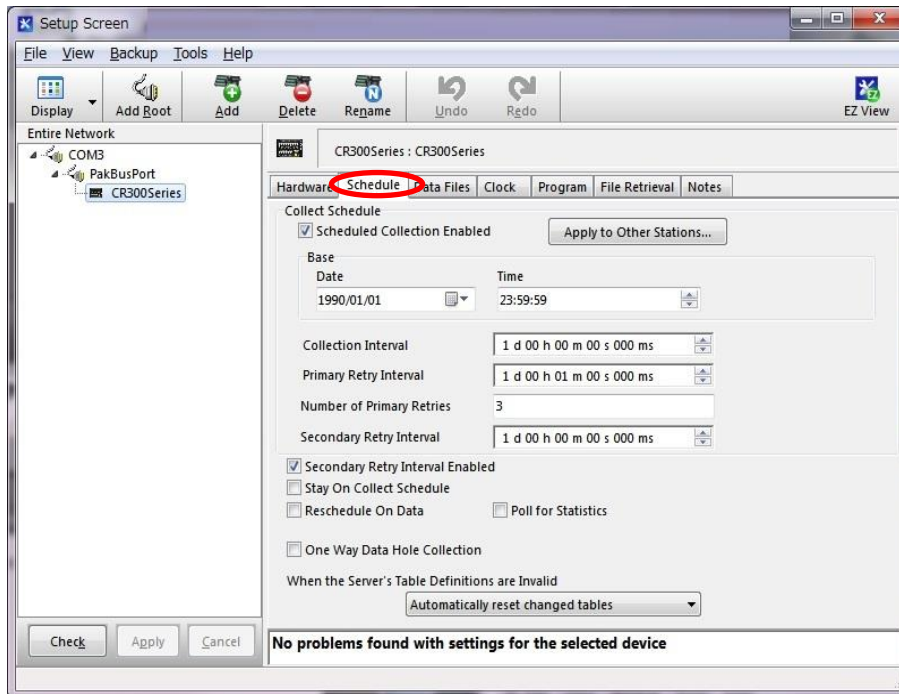 Setup Screen
File View Backup Tools Help
Display Add Root Add Delete Rename Undo Redo EZ View
Entire Network
COM3
PakBusPort
CR300Series
CR300Series : CR300Series
Hardware Schedule Data Files Clock Program File Retrieval Notes
Collect Schedule
Scheduled Collection Enabled Apply to Other Stations...
Base
Date Time
1990/01/01 23:59:59
Collection Interval 1 d 00 h 00 m 00 s 000 ms
Primary Retry Interval 1 d 00 h 01 m 00 s 000 ms
Number of Primary Retries 3
Secondary Retry Interval 1 d 00 h 00 m 00 s 000 ms
Secondary Retry Interval Enabled
Stay On Collect Schedule
Reschedule On Data Poll for Statistics
One Way Data Hole Collection
When the Server's Table Definitions are Invalid
Automatically reset changed tables
Check Apply Cancel
No problems found with settings for the selected device